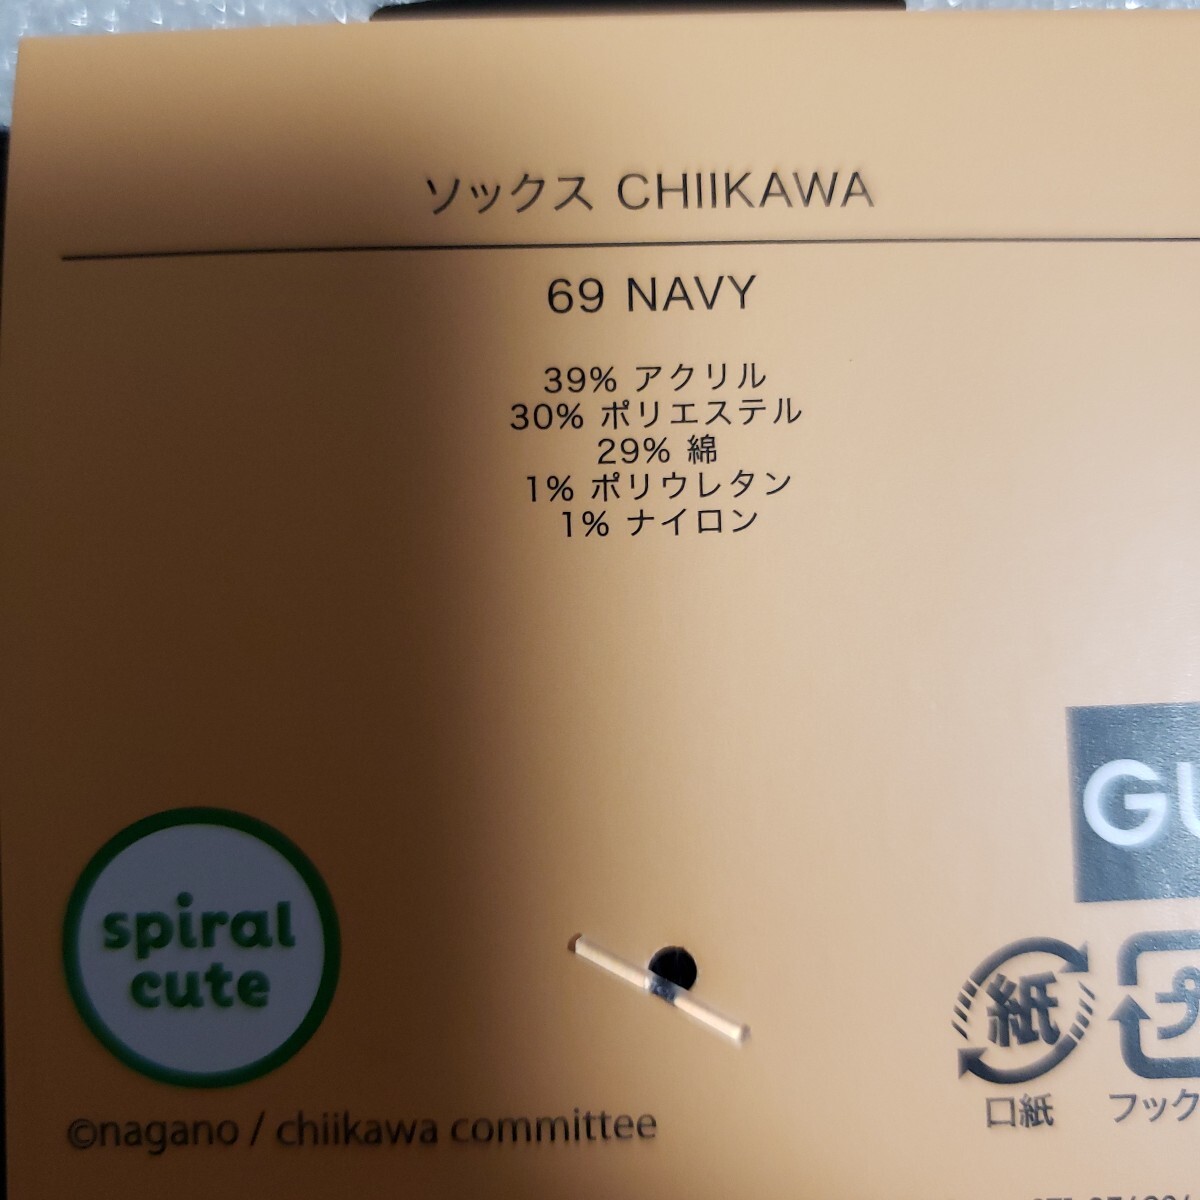 ソックス CHIIKAWA
69 NAVY
39% アクリル
30% ポリエステル
29% 綿
1% ポリウレタン
1% ナイロン
GU
spiral
cute
紙
プ
口紙
フック
©nagano / chiikawa committee